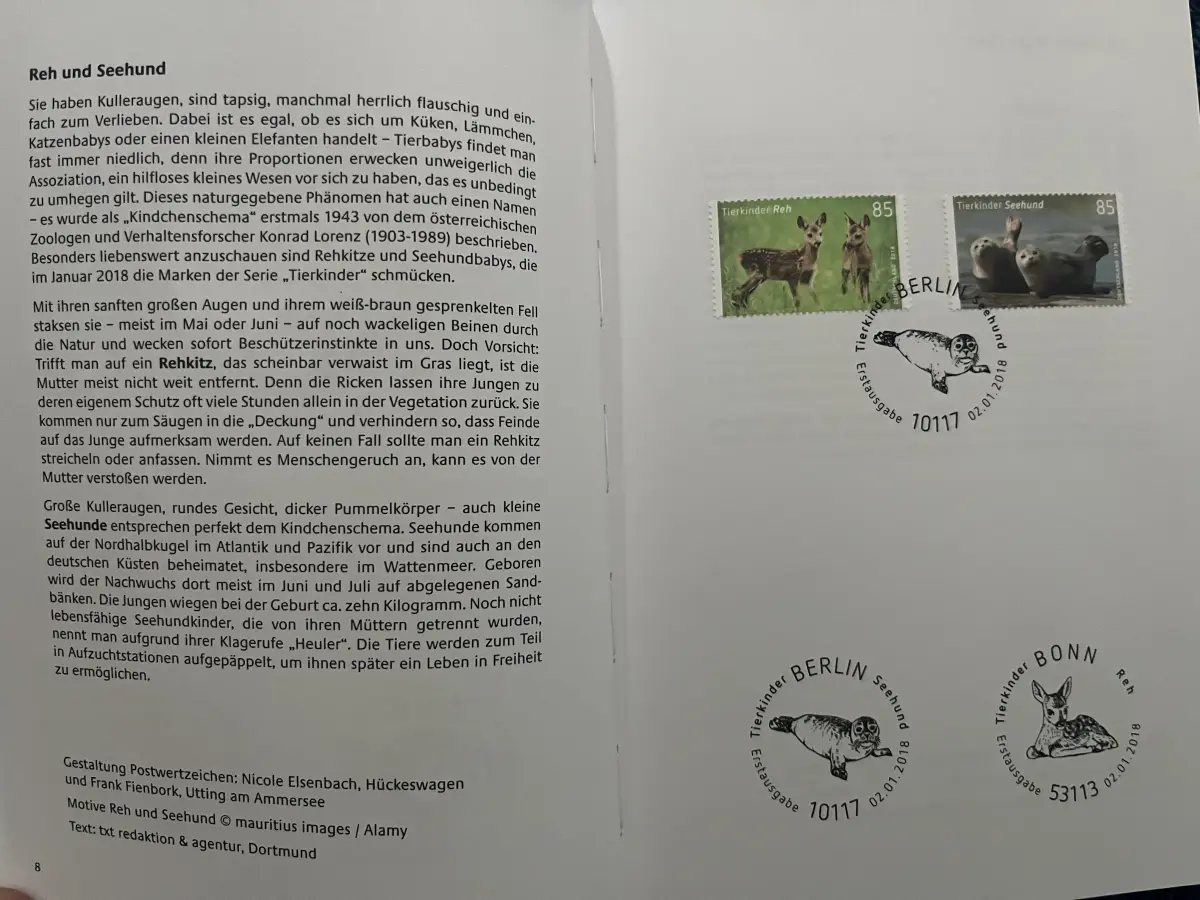 Reh und Seehund
Sie haben Kulleraugen, sind tapsig, manchmal herrlich flauschig und ein-
fach zum Verlieben. Dabei ist es egal, ob es sich um Küken, Lämmchen,
Katzenbabys oder einen kleinen Elefanten handelt – Tierbabys findet man
fast immer niedlich, denn ihre Proportionen erwecken unweigerlich die
Assoziation, ein hilfloses kleines Wesen vor sich zu haben, das es unbedingt
zu umhegen gilt. Dieses naturgegebene Phänomen hat auch einen Namen
– es wurde als „Kindchenschema“ erstmals 1943 von dem österreichischen
Zoologen und Verhaltensforscher Konrad Lorenz (1903-1989) beschrieben.
Besonders liebenswert anzuschauen sind Rehkitze und Seehundbabys, die
im Januar 2018 die Marken der Serie „Tierkinder“ schmücken.
Mit ihren sanften großen Augen und ihrem weiß-braun gesprenkelten Fell
staksen sie – meist im Mai oder Juni – auf noch wackeligen Beinen durch
die Natur und wecken sofort Beschützerinstinkte in uns. Doch Vorsicht:
Trifft man auf ein Rehkitz, das scheinbar verwaist im Gras liegt, ist die
Mutter meist nicht weit entfernt. Denn die Ricken lassen ihre Jungen zu
deren eigenem Schutz oft viele Stunden allein in der Vegetation zurück. Sie
kommen nur zum Säugen in die „Deckung“ und verhindern so, dass Feinde
auf das Junge aufmerksam werden. Auf keinen Fall sollte man ein Rehkitz
streicheln oder anfassen. Nimmt es Menschengeruch an, kann es von der
Mutter verstoßen werden.
Große Kulleraugen, rundes Gesicht, dicker Pummelkörper – auch kleine
Seehunde entsprechen perfekt dem Kindchenschema. Seehunde kommen
auf der Nordhalbkugel im Atlantik und Pazifik vor und sind auch an den
deutschen Küsten beheimatet, insbesondere im Wattenmeer. Geboren
wird der Nachwuchs dort meist im Juni und Juli auf abgelegenen Sand-
bänken. Die Jungen wiegen bei der Geburt ca. zehn Kilogramm. Noch nicht
lebensfähige Seehundkinder, die von ihren Müttern getrennt wurden,
nennt man aufgrund ihrer Klagerufe „Heuler“. Die Tiere werden zum Teil
in Aufzuchtstationen aufgepäppelt, um ihnen später ein Leben in Freiheit
zu ermöglichen.
Gestaltung Postwertzeichen: Nicole Elsenbach, Hückeswagen
und Frank Fienbork, Utting am Ammersee
Motive Reh und Seehund © mauritius images / Alamy
Text: txt redaktion & agentur, Dortmund
8
Tierkinder Reh 85
Tierkinder Seehund 85
DEUTSCHLAND 2018
Tierkinder BERLIN Seehund
Erstausgabe 10117 02.01.2018
Tierkinder BERLIN Seehund
Erstausgabe 10117 02.01.2018
Tierkinder BONN Reh
Erstausgabe 53113 02.01.2018